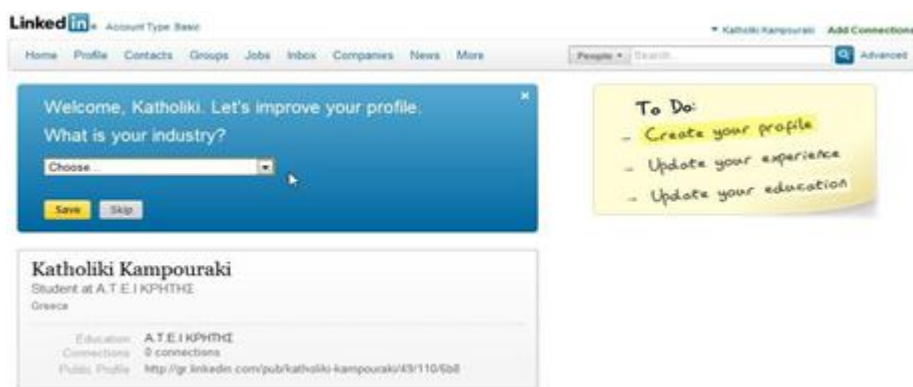 Linked in® Account Type: Basic
Katholiki Kampouraki Add Connections
Home Profile Contacts Groups Jobs Inbox Companies News More
People Search... Advanced
Welcome, Katholiki. Let's improve your profile.
What is your industry?
Choose...
Save Skip
To Do:
- Create your profile
- Update your experience
- Update your education
Katholiki Kampouraki
Student at A.T.E.I ΚΡΗΤΗΣ
Greece
Education A.T.E.I ΚΡΗΤΗΣ
Connections 0 connections
Public Profile http://gr.linkedin.com/pub/katholiki-kampouraki/49/110/6b8